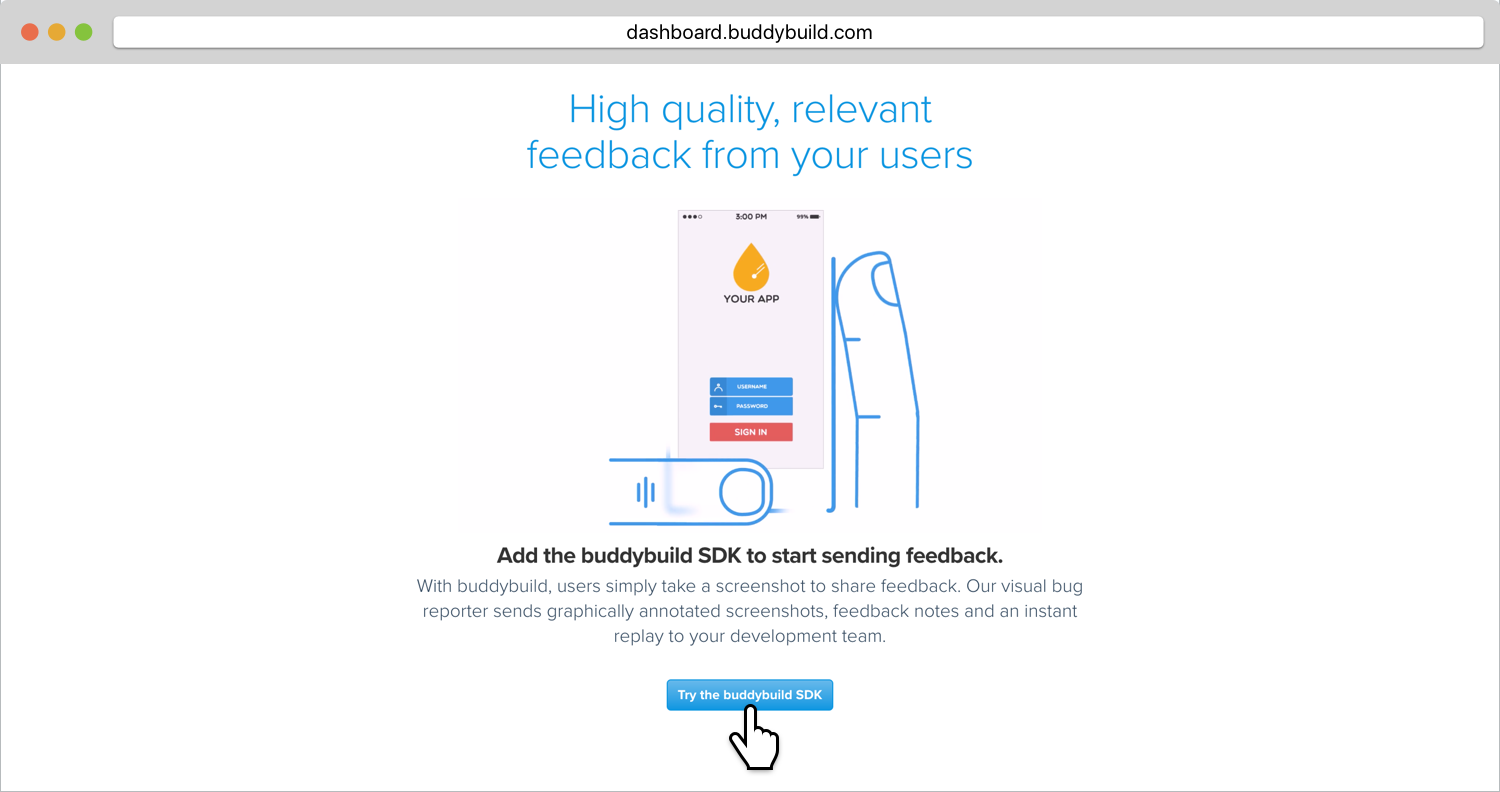 dashboard.buddybuild.com
High quality, relevant
feedback from your users
3:00 PM 99%
YOUR APP
USERNAME
PASSWORD
SIGN IN
Add the buddybuild SDK to start sending feedback.
With buddybuild, users simply take a screenshot to share feedback. Our visual bug
reporter sends graphically annotated screenshots, feedback notes and an instant
replay to your development team.
Try the buddybuild SDK